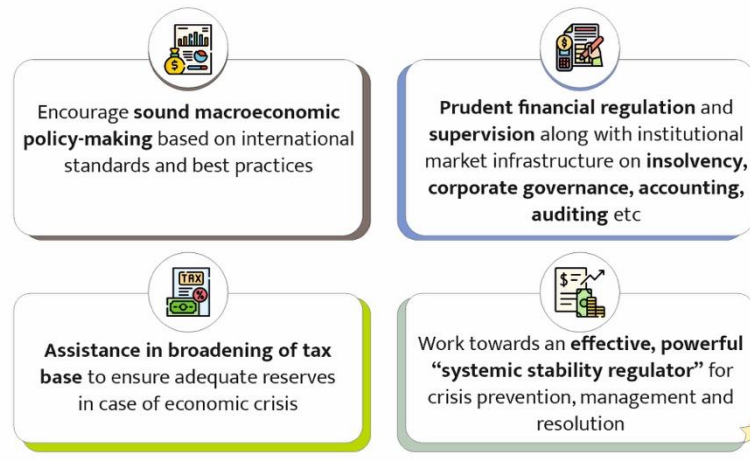 Encourage sound macroeconomic
policy-making based on international
standards and best practices
Prudent financial regulation and
supervision along with institutional
market infrastructure on insolvency,
corporate governance, accounting,
auditing etc
TAX
Assistance in broadening of tax
base to ensure adequate reserves
in case of economic crisis
Work towards an effective, powerful
“systemic stability regulator” for
crisis prevention, management and
resolution